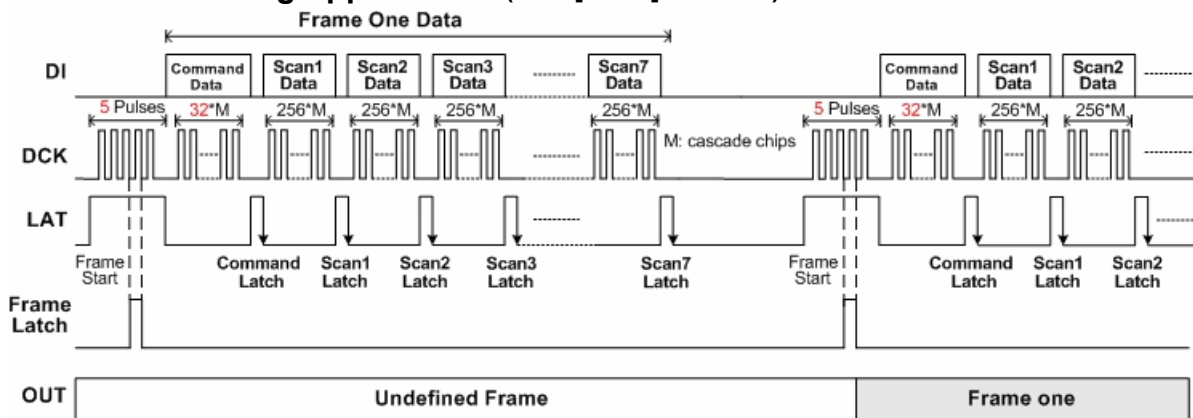 Frame One Data
DI
Command Data
Scan1 Data
Scan2 Data
Scan3 Data
Scan7 Data
Command Data
Scan1 Data
Scan2 Data
5 Pulses
32*M
256*M
256*M
256*M
256*M
5 Pulses
32*M
256*M
256*M
DCK
M: cascade chips
LAT
Frame Start
Command Latch
Scan1 Latch
Scan2 Latch
Scan3 Latch
Scan7 Latch
Frame Start
Command Latch
Scan1 Latch
Scan2 Latch
Frame Latch
OUT
Undefined Frame
Frame one